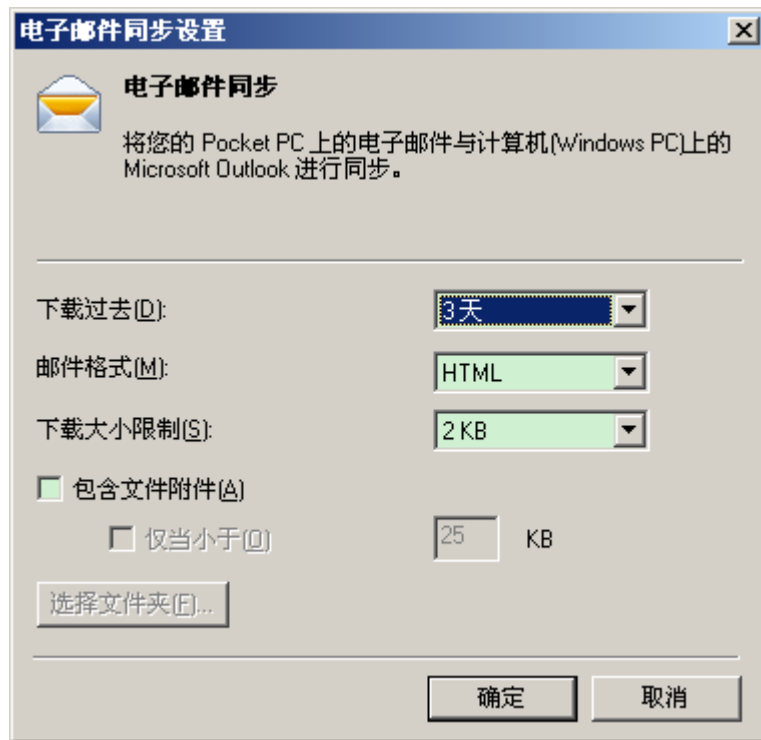 电子邮件同步设置
电子邮件同步
将您的 Pocket PC 上的电子邮件与计算机(Windows PC)上的
Microsoft Outlook 进行同步。
下载过去(D): 3天
邮件格式(M): HTML
下载大小限制(S): 2 KB
包含文件附件(A)
仅当小于(O) 25 KB
选择文件夹(F)...
确定 取消